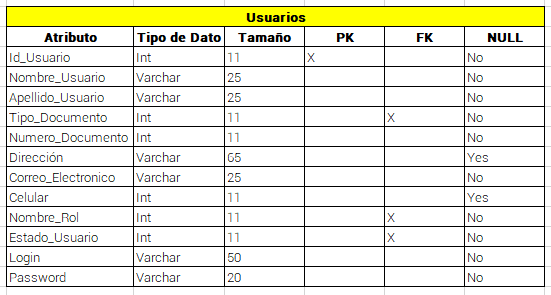 Usuarios
Atributo Tipo de Dato Tamaño PK FK NULL
Id_Usuario Int 11 X No
Nombre_Usuario Varchar 25 No
Apellido_Usuario Varchar 25 No
Tipo_Documento Int 11 X No
Numero_Documento Int 11 No
Dirección Varchar 65 Yes
Correo_Electronico Varchar 25 No
Celular Int 11 Yes
Nombre_Rol Int 11 X No
Estado_Usuario Int 11 X No
Login Varchar 50 No
Password Varchar 20 No